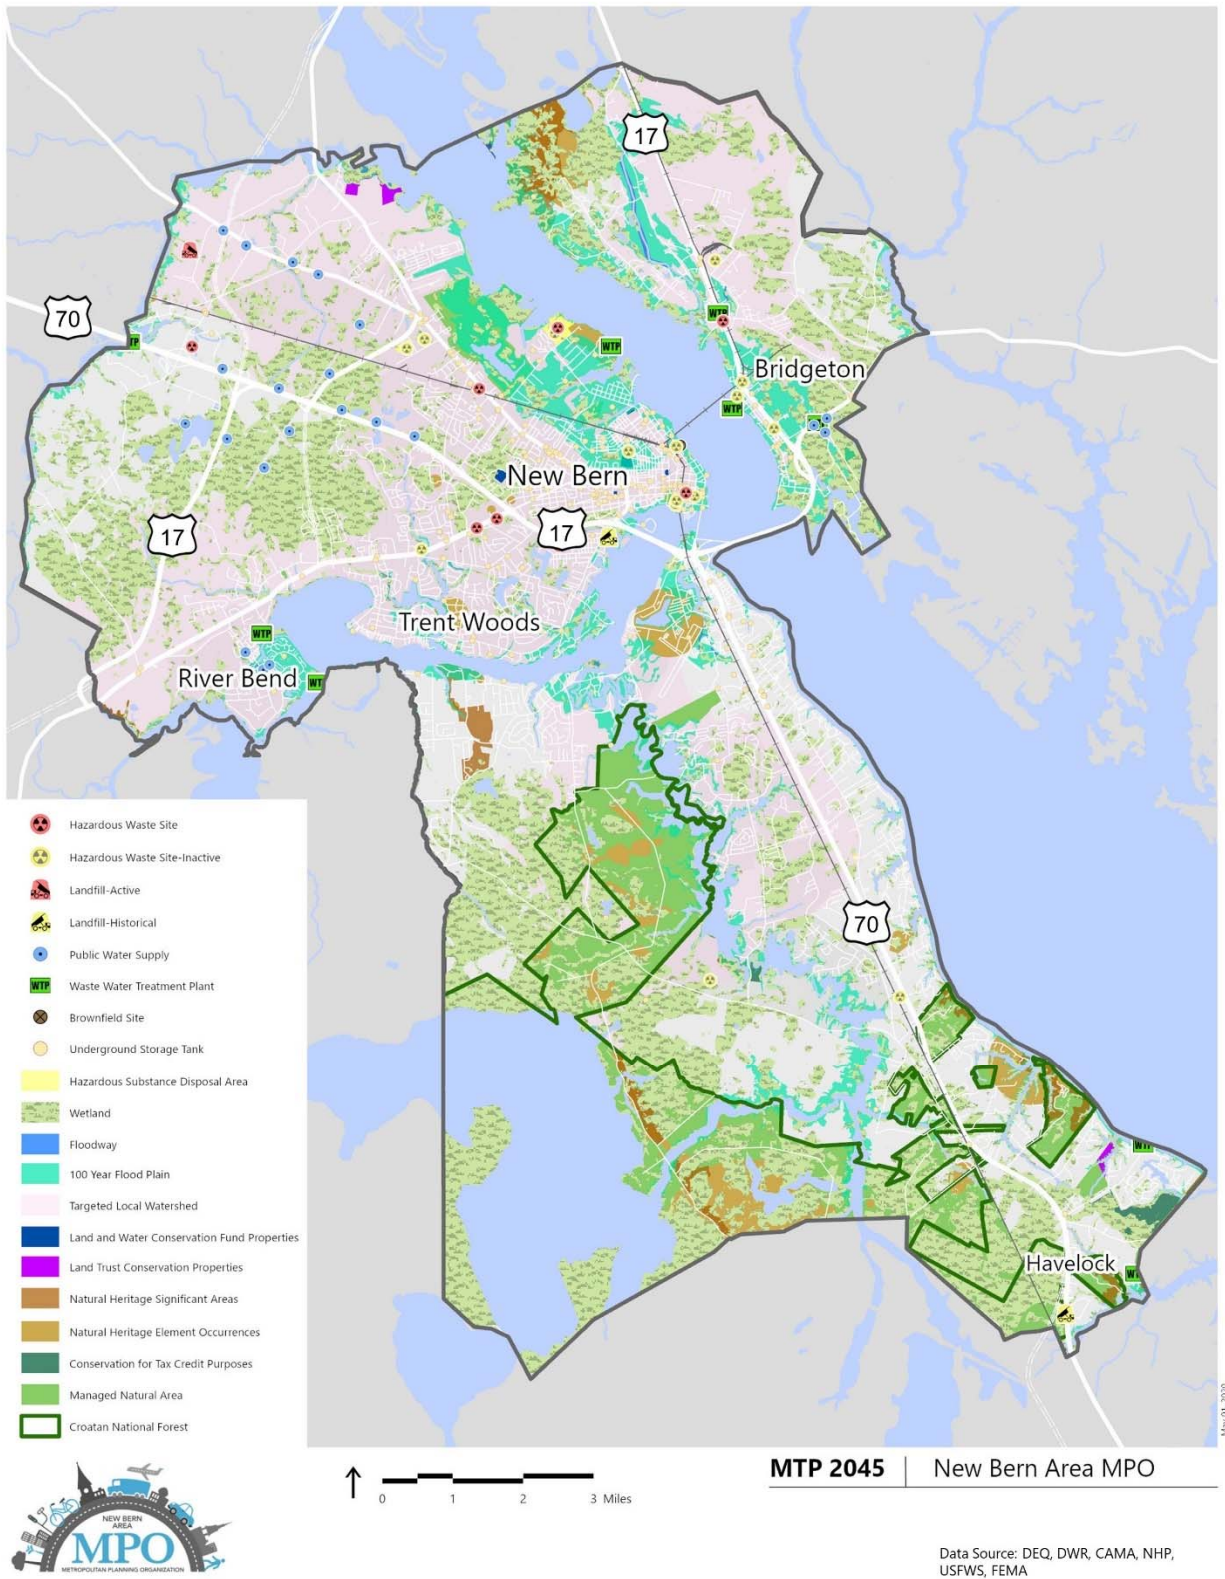 17
70
Bridgeton
New Bern
17
17
Trent Woods
River Bend
70
Havelock
WTP
WTP
WTP
WTP
Hazardous Waste Site
Hazardous Waste Site-Inactive
Landfill-Active
Landfill-Historical
Public Water Supply
WTP Waste Water Treatment Plant
Brownfield Site
Underground Storage Tank
Hazardous Substance Disposal Area
Wetland
Floodway
100 Year Flood Plain
Targeted Local Watershed
Land and Water Conservation Fund Properties
Land Trust Conservation Properties
Natural Heritage Significant Areas
Natural Heritage Element Occurrences
Conservation for Tax Credit Purposes
Managed Natural Area
Croatan National Forest
NEW BERN
AREA
MPO
METROPOLITAN PLANNING ORGANIZATION
0 1 2 3 Miles
MTP 2045 New Bern Area MPO
Data Source: DEQ, DWR, CAMA, NHP,
USFWS, FEMA